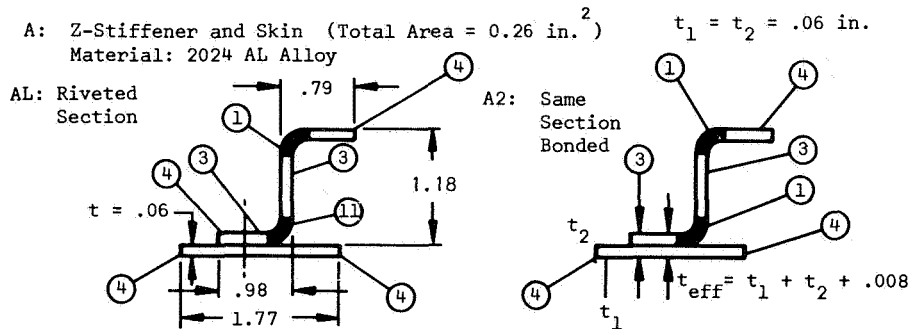 A: Z-Stiffener and Skin (Total Area = 0.26 in.2)
Material: 2024 AL Alloy
t1 = t2 = .06 in.
AL: Riveted
Section
A2: Same
Section
Bonded
.79
4
1
3
3
4
11
1.18
t = .06
4
4
.98
1.77
1
4
3
3
1
4
4
t2
t1
teff = t1 + t2 + .008